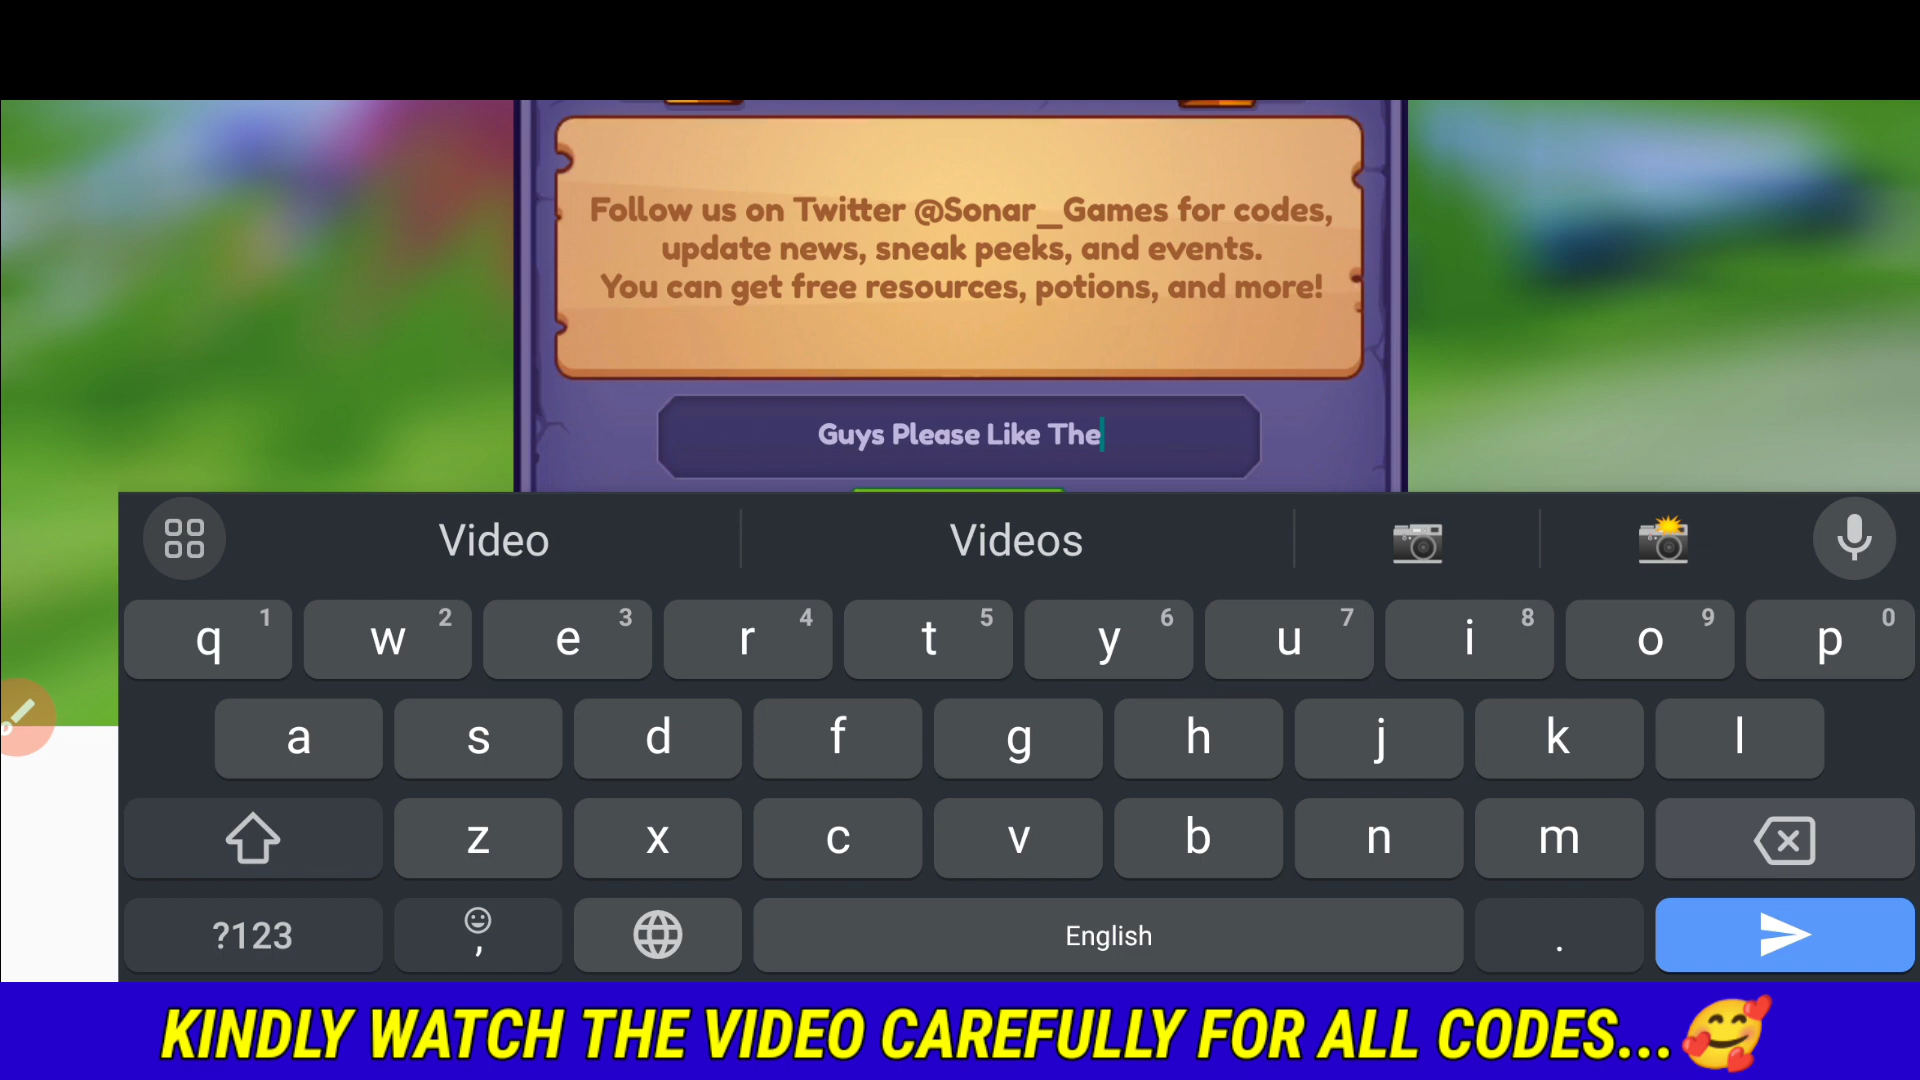 Follow us on Twitter @Sonar_Games for codes,
update news, sneak peeks, and events.
You can get free resources, potions, and more!
Guys Please Like The
Video Videos
q 1 w 2 e 3 r 4 t 5 y 6 u 7 i 8 o 9 p 0
a s d f g h j k l
z x c v b n m
?123 , English .
KINDLY WATCH THE VIDEO CAREFULLY FOR ALL CODES...